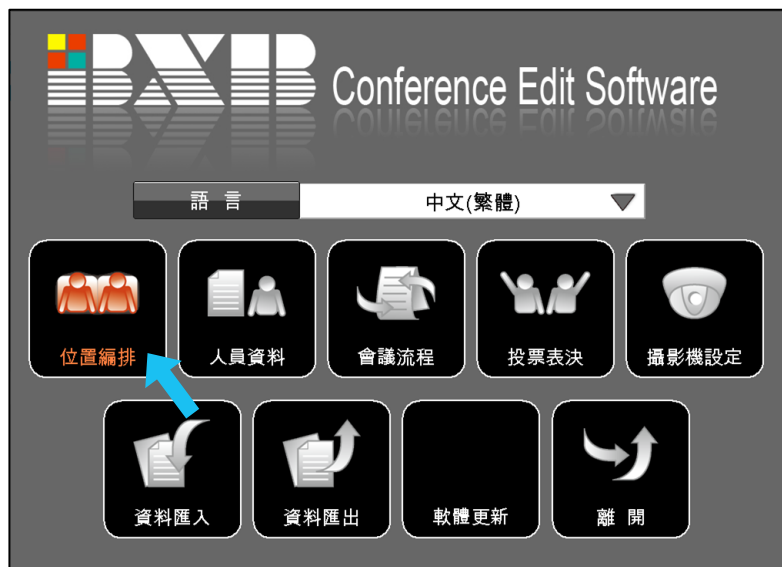 BXB Conference Edit Software
語 言
中文(繁體)
位置編排
人員資料
會議流程
投票表決
攝影機設定
資料匯入
資料匯出
軟體更新
離 開